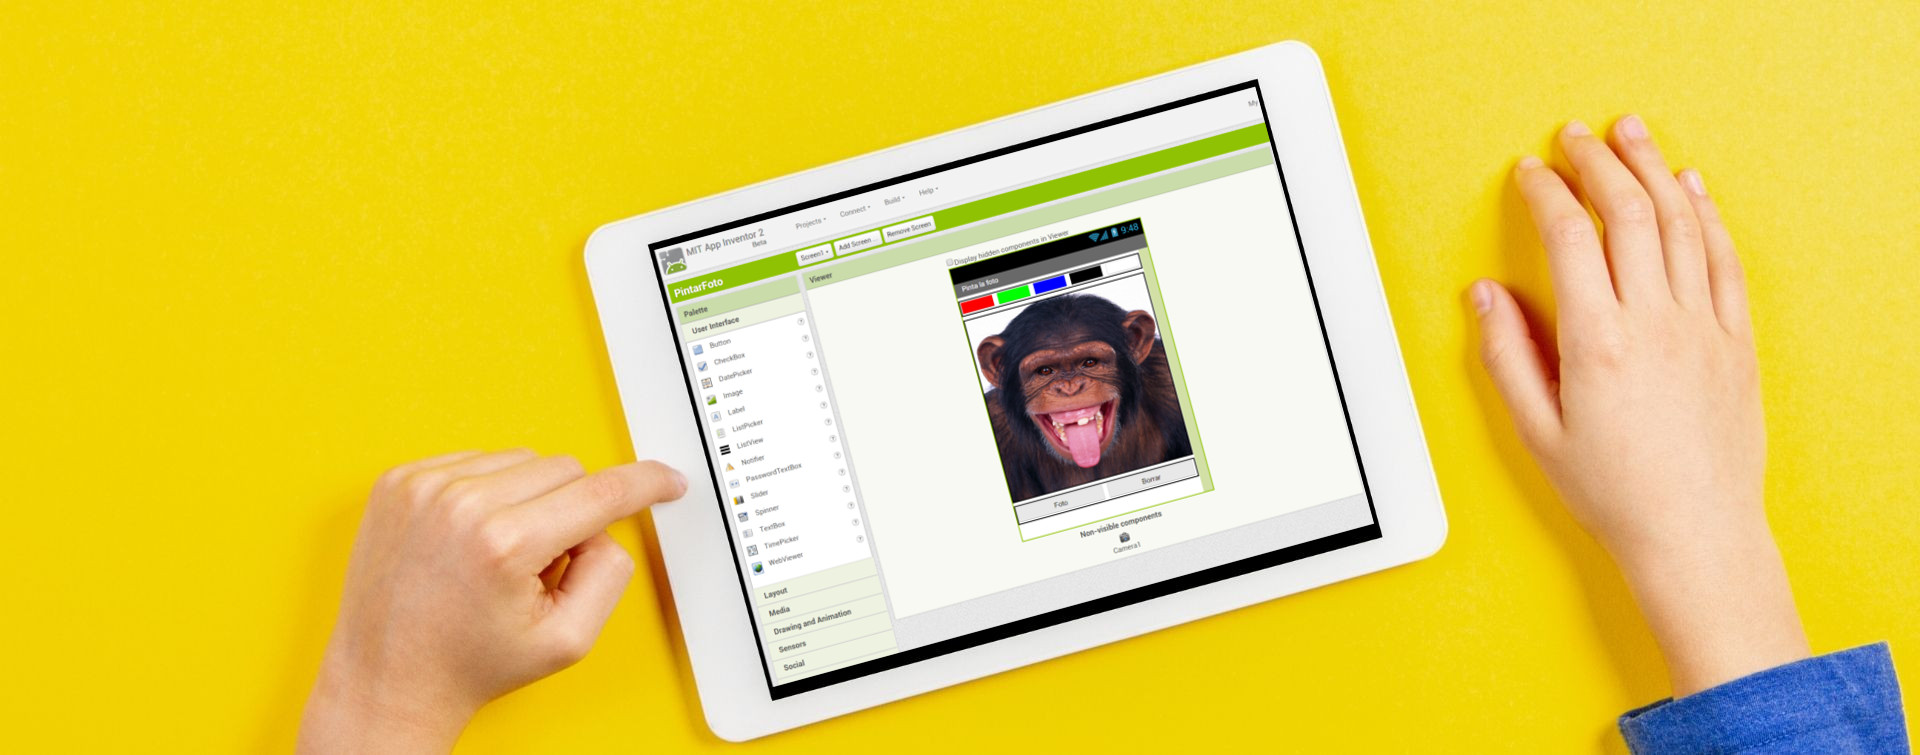 My
MIT App Inventor 2
Beta
Projects
Connect
Build
Help
PintarFoto
Screen1
Add Screen ...
Remove Screen
Palette
Viewer
User Interface
Button
CheckBox
DatePicker
Image
Label
ListPicker
ListView
Notifier
PasswordTextBox
Slider
Spinner
TextBox
TimePicker
WebViewer
Layout
Media
Drawing and Animation
Sensors
Social
Display hidden components in Viewer
9:48
Pinta la foto
Foto
Borrar
Non-visible components
Camera1